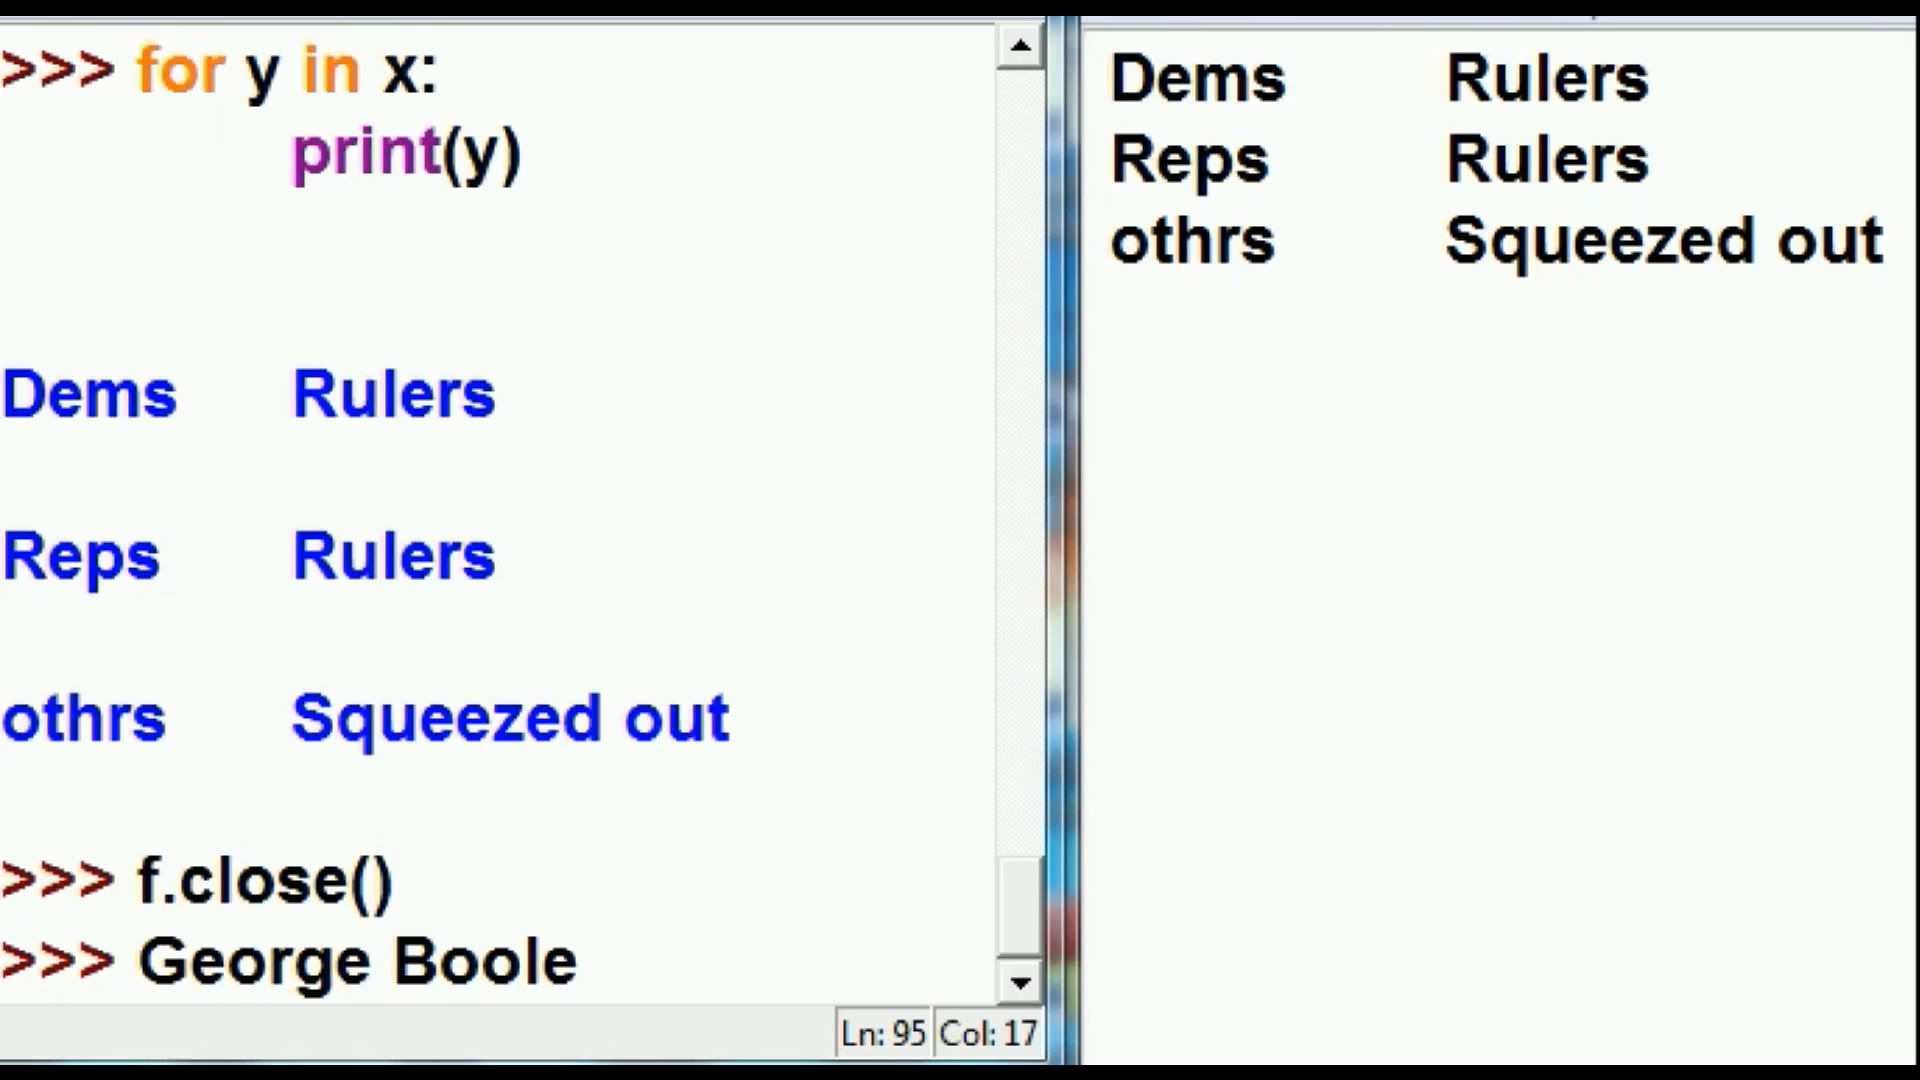 >>> for y in x:
print(y)
Dems Rulers
Reps Rulers
othrs Squeezed out
>>> f.close()
>>> George Boole
Ln: 95 Col: 17
Dems Rulers
Reps Rulers
othrs Squeezed out